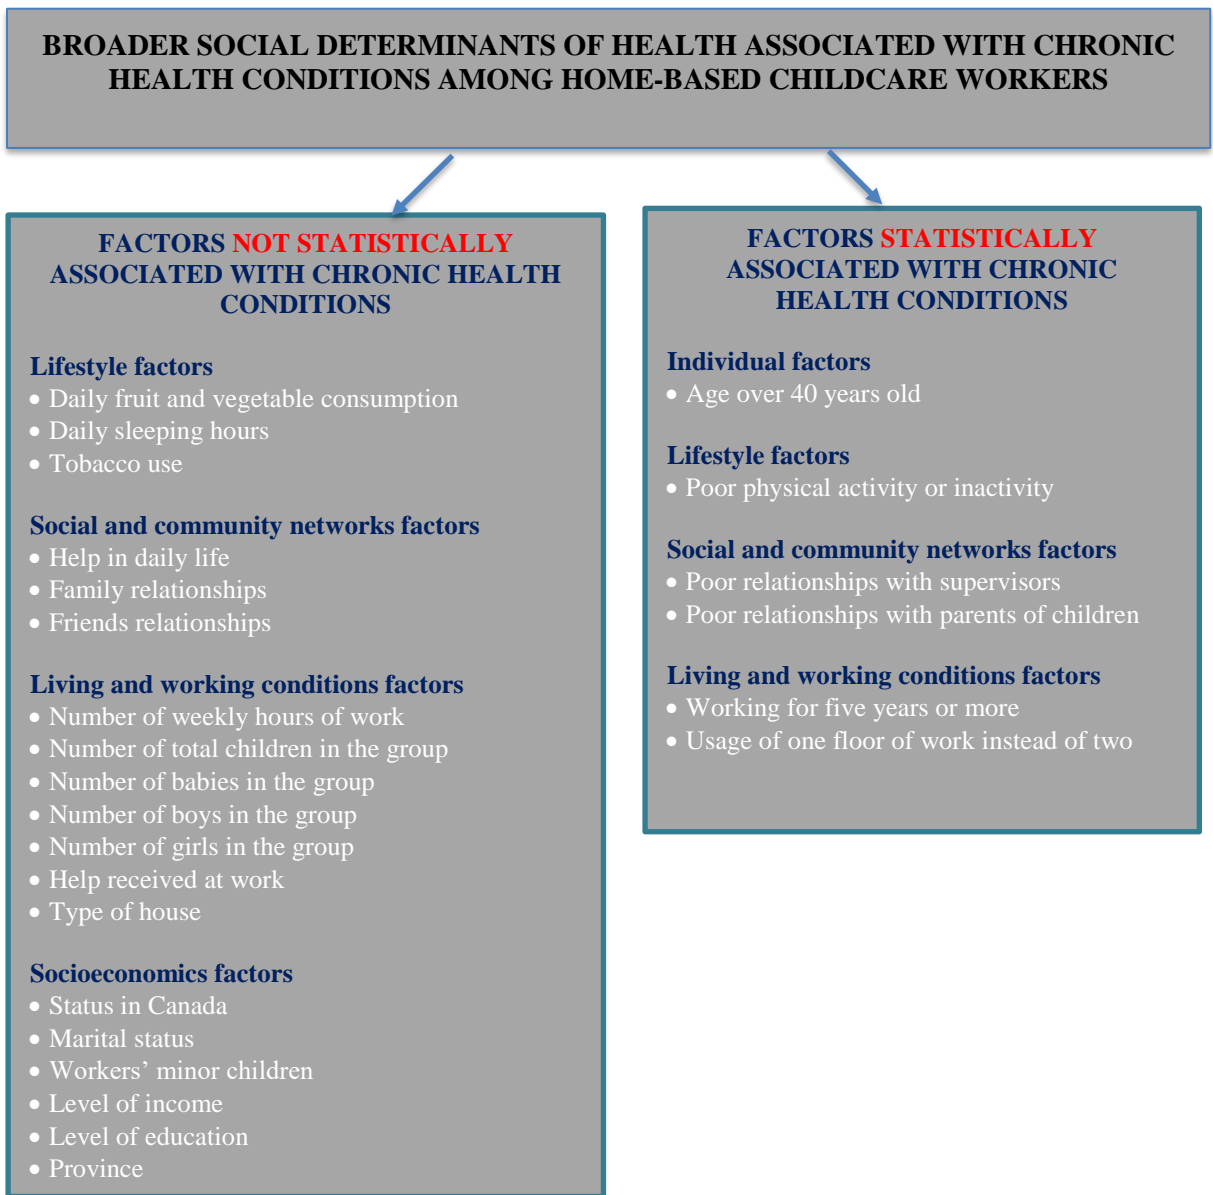 BROADER SOCIAL DETERMINANTS OF HEALTH ASSOCIATED WITH CHRONIC
HEALTH CONDITIONS AMONG HOME-BASED CHILDCARE WORKERS
FACTORS NOT STATISTICALLY
ASSOCIATED WITH CHRONIC HEALTH
CONDITIONS
Lifestyle factors
• Daily fruit and vegetable consumption
• Daily sleeping hours
• Tobacco use
Social and community networks factors
• Help in daily life
• Family relationships
• Friends relationships
Living and working conditions factors
• Number of weekly hours of work
• Number of total children in the group
• Number of babies in the group
• Number of boys in the group
• Number of girls in the group
• Help received at work
• Type of house
Socioeconomics factors
• Status in Canada
• Marital status
• Workers’ minor children
• Level of income
• Level of education
• Province
FACTORS STATISTICALLY
ASSOCIATED WITH CHRONIC
HEALTH CONDITIONS
Individual factors
• Age over 40 years old
Lifestyle factors
• Poor physical activity or inactivity
Social and community networks factors
• Poor relationships with supervisors
• Poor relationships with parents of children
Living and working conditions factors
• Working for five years or more
• Usage of one floor of work instead of two